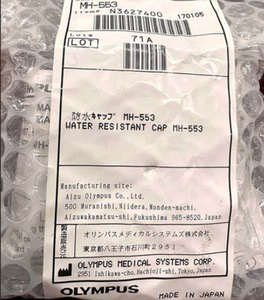 MH-553
N3627400
170105
LOT
71A
防水ｷｬｯﾌﾟ MH-553
WATER RESISTANT CAP MH-553
Manufacturing site:
Aizu Olympus Co.,Ltd.
500 Muranishi,Niidera,Monden-machi,
Aizuwakamatsu-shi,Fukushima 965-8520,Japan
製造販売元
オリンパスメディカルシステムズ株式会社
東京都八王子市石川町2951
OLYMPUS MEDICAL SYSTEMS CORP.
2951 Ishikawa-cho,Hachioji-shi,Tokyo,Japan
OLYMPUS
MADE IN JAPAN